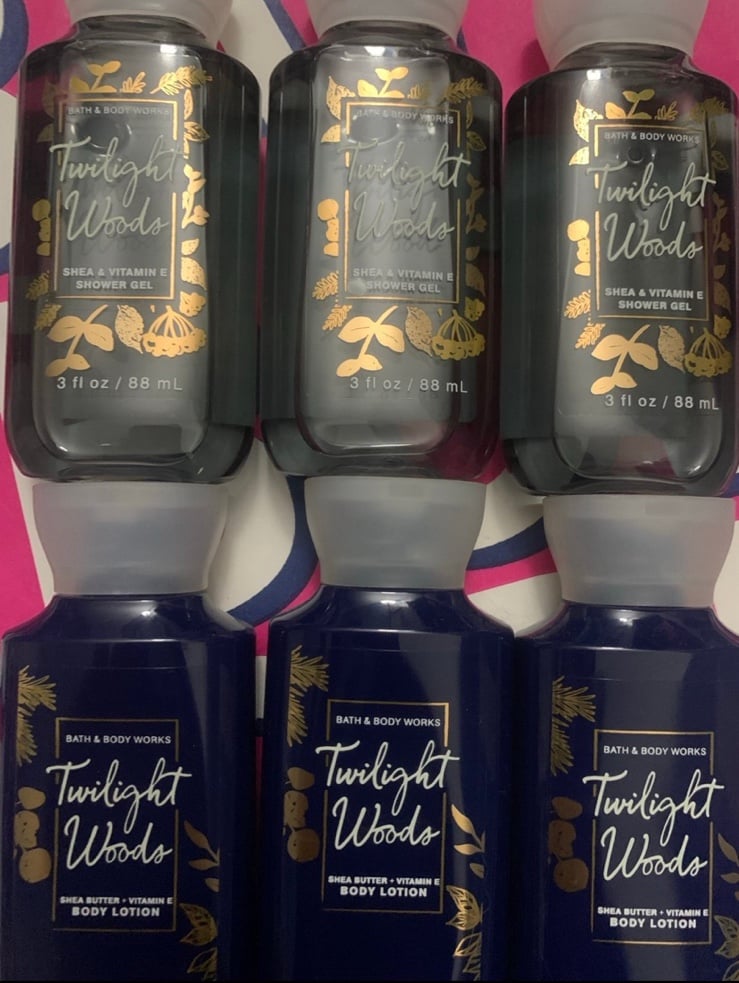 BATH & BODY WORKS
Twilight
Woods
SHEA & VITAMIN E
SHOWER GEL
3 fl oz / 88 mL
BATH & BODY WORKS
Twilight
Woods
SHEA & VITAMIN E
SHOWER GEL
3 fl oz / 88 mL
BATH & BODY WORKS
Twilight
Woods
SHEA & VITAMIN E
SHOWER GEL
3 fl oz / 88 mL
BATH & BODY WORKS
Twilight
Woods
SHEA BUTTER + VITAMIN E
BODY LOTION
BATH & BODY WORKS
Twilight
Woods
SHEA BUTTER + VITAMIN E
BODY LOTION
BATH & BODY WORKS
Twilight
Woods
SHEA BUTTER + VITAMIN E
BODY LOTION